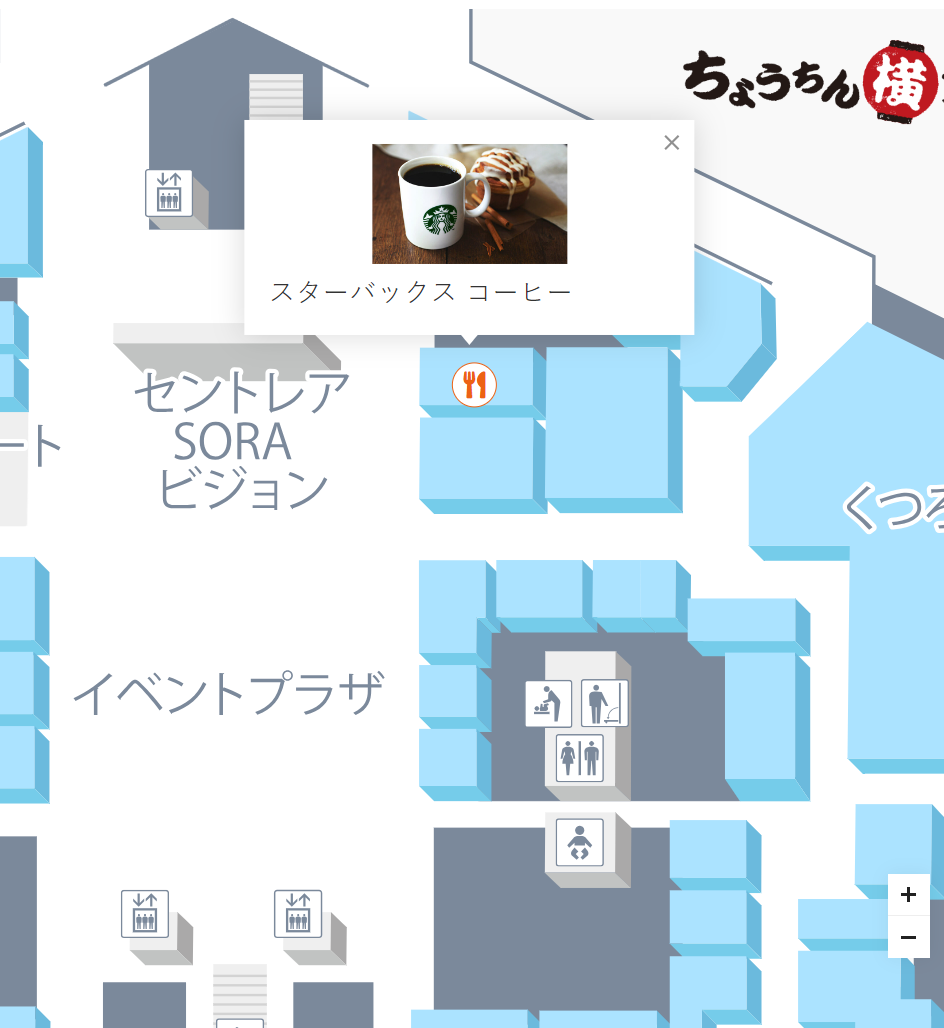 ちょうちん横
スターバックス コーヒー
セントレア
SORA
ビジョン
ート
くつろ
イベントプラザ
+
−